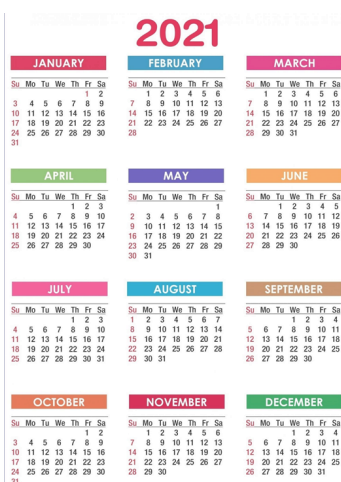 2021
JANUARY
Su Mo Tu We Th Fr Sa
1 2
3 4 5 6 7 8 9
10 11 12 13 14 15 16
17 18 19 20 21 22 23
24 25 26 27 28 29 30
31
FEBRUARY
Su Mo Tu We Th Fr Sa
1 2 3 4 5 6
7 8 9 10 11 12 13
14 15 16 17 18 19 20
21 22 23 24 25 26 27
28
MARCH
Su Mo Tu We Th Fr Sa
1 2 3 4 5 6
7 8 9 10 11 12 13
14 15 16 17 18 19 20
21 22 23 24 25 26 27
28 29 30 31
APRIL
Su Mo Tu We Th Fr Sa
1 2 3
4 5 6 7 8 9 10
11 12 13 14 15 16 17
18 19 20 21 22 23 24
25 26 27 28 29 30
MAY
Su Mo Tu We Th Fr Sa
1
2 3 4 5 6 7 8
9 10 11 12 13 14 15
16 17 18 19 20 21 22
23 24 25 26 27 28 29
30 31
JUNE
Su Mo Tu We Th Fr Sa
1 2 3 4 5
6 7 8 9 10 11 12
13 14 15 16 17 18 19
20 21 22 23 24 25 26
27 28 29 30
JULY
Su Mo Tu We Th Fr Sa
1 2 3
4 5 6 7 8 9 10
11 12 13 14 15 16 17
18 19 20 21 22 23 24
25 26 27 28 29 30 31
AUGUST
Su Mo Tu We Th Fr Sa
1 2 3 4 5 6 7
8 9 10 11 12 13 14
15 16 17 18 19 20 21
22 23 24 25 26 27 28
29 30 31
SEPTEMBER
Su Mo Tu We Th Fr Sa
1 2 3 4
5 6 7 8 9 10 11
12 13 14 15 16 17 18
19 20 21 22 23 24 25
26 27 28 29 30
OCTOBER
Su Mo Tu We Th Fr Sa
1 2
3 4 5 6 7 8 9
10 11 12 13 14 15 16
17 18 19 20 21 22 23
24 25 26 27 28 29 30
31
NOVEMBER
Su Mo Tu We Th Fr Sa
1 2 3 4 5 6
7 8 9 10 11 12 13
14 15 16 17 18 19 20
21 22 23 24 25 26 27
28 29 30
DECEMBER
Su Mo Tu We Th Fr Sa
1 2 3 4
5 6 7 8 9 10 11
12 13 14 15 16 17 18
19 20 21 22 23 24 25
26 27 28 29 30 31